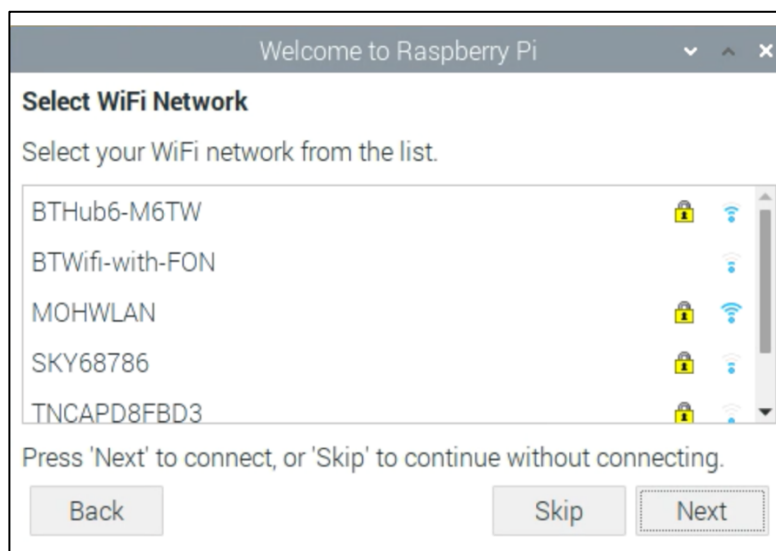 Welcome to Raspberry Pi
Select WiFi Network
Select your WiFi network from the list.
BTHub6-M6TW
BTWifi-with-FON
MOHWLAN
SKY68786
TNCAPD8FBD3
Press 'Next' to connect, or 'Skip' to continue without connecting.
Back Skip Next